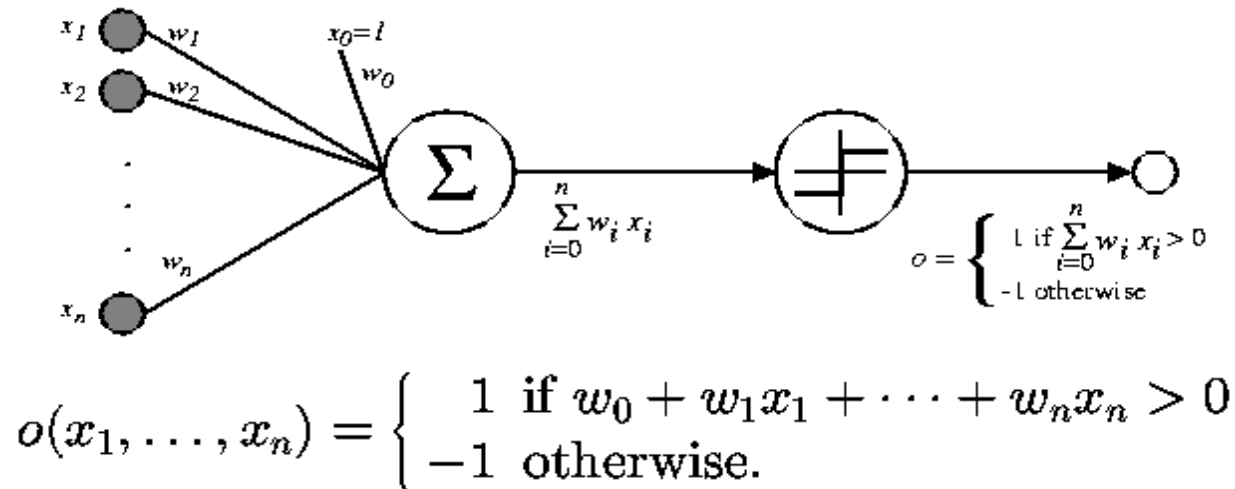 x1 w1 x0=1
x2 w2 w0
.
.
.
wn
xn
Σ
n
Σ wi xi
i=0
n
o = { 1 if Σ wi xi > 0
i=0
-1 otherwise
o(x1, . . . , xn) = { 1 if w0 + w1x1 + · · · + wnxn > 0
−1 otherwise.